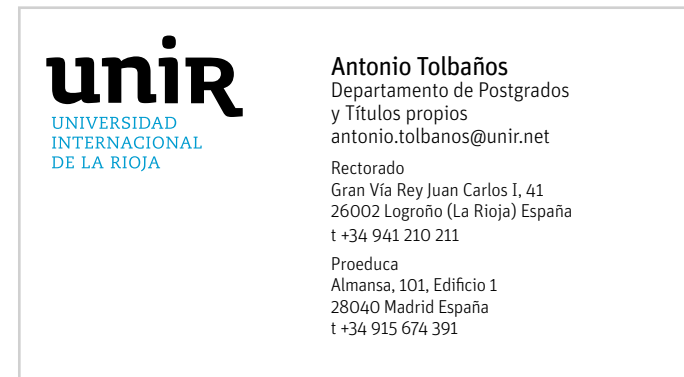 uniR
UNIVERSIDAD
INTERNACIONAL
DE LA RIOJA
Antonio Tolbaños
Departamento de Postgrados
y Títulos propios
antonio.tolbanos@unir.net
Rectorado
Gran Vía Rey Juan Carlos I, 41
26002 Logroño (La Rioja) España
t +34 941 210 211
Proeduca
Almansa, 101, Edificio 1
28040 Madrid España
t +34 915 674 391